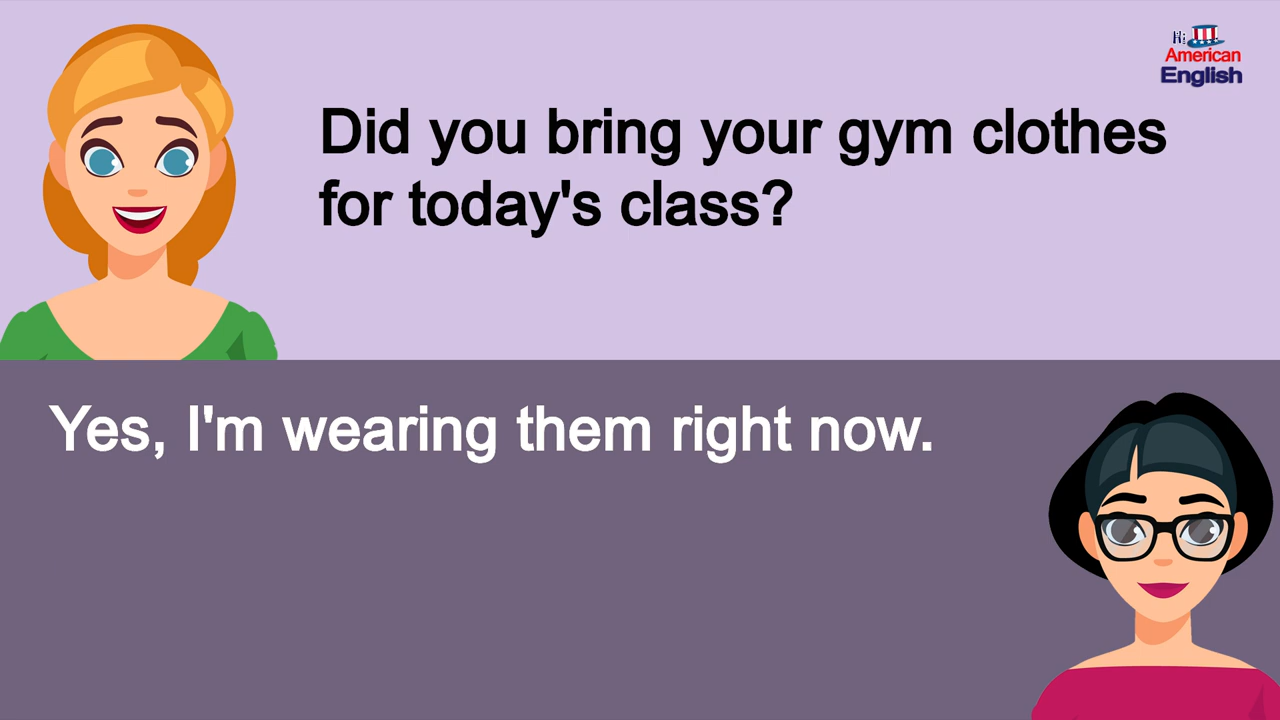 Hi
American
English
Did you bring your gym clothes
for today's class?
Yes, I'm wearing them right now.